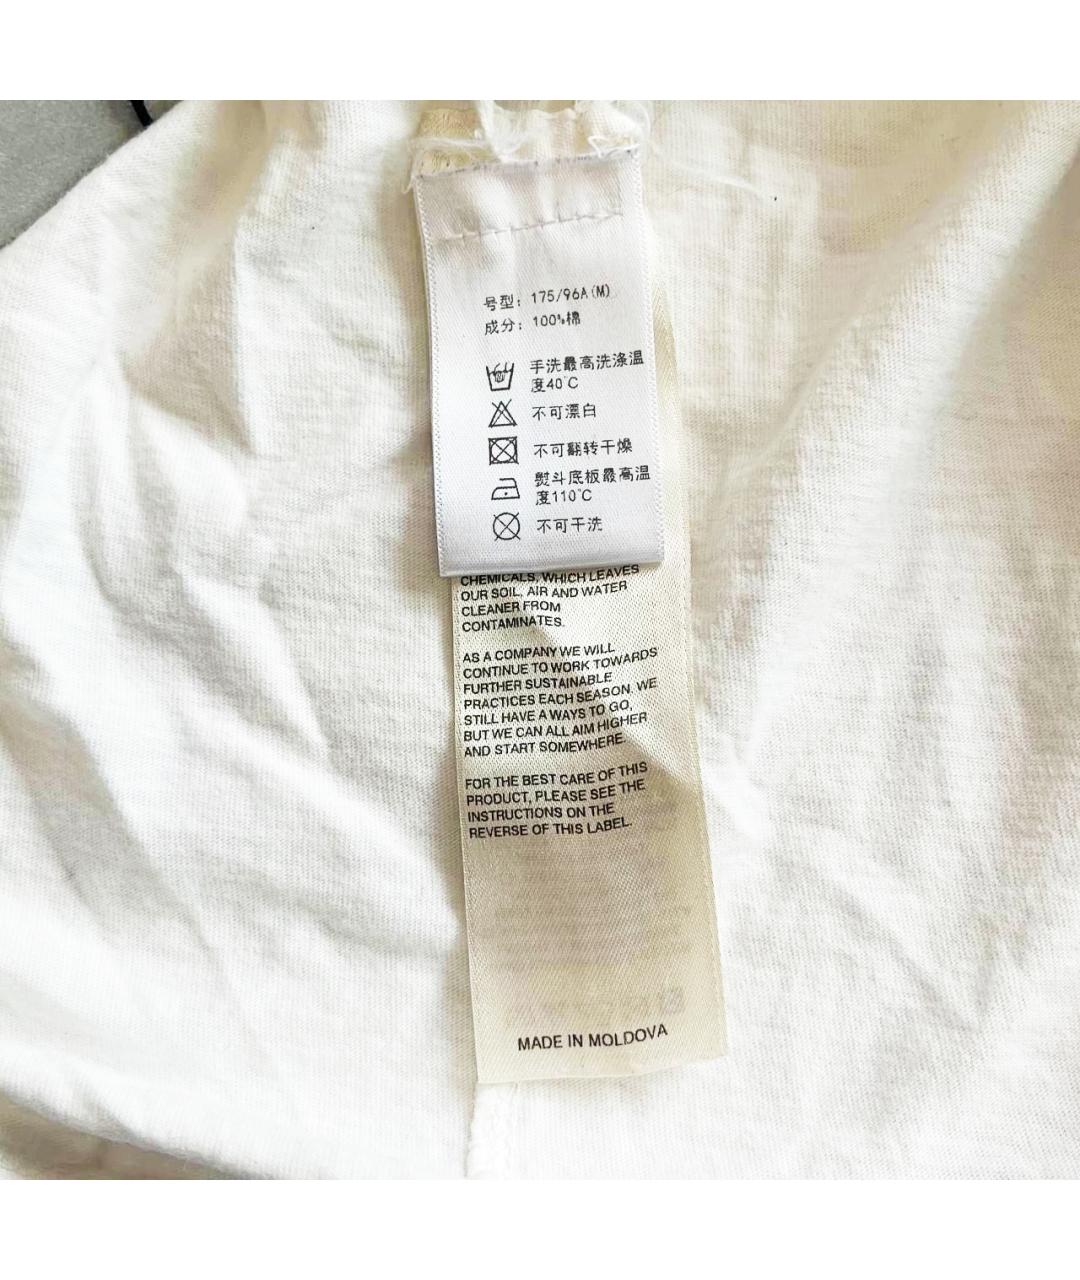 号型：175/96A(M)
成分：100%棉
手洗最高洗涤温
度40°C
不可漂白
不可翻转干燥
熨斗底板最高温
度110°C
不可干洗
CHEMICALS, WHICH LEAVES
OUR SOIL, AIR AND WATER
CLEANER FROM
CONTAMINATES.
AS A COMPANY WE WILL
CONTINUE TO WORK TOWARDS
FURTHER SUSTAINABLE
PRACTICES EACH SEASON. WE
STILL HAVE A WAYS TO GO,
BUT WE CAN ALL AIM HIGHER
AND START SOMEWHERE.
FOR THE BEST CARE OF THIS
PRODUCT, PLEASE SEE THE
INSTRUCTIONS ON THE
REVERSE OF THIS LABEL.
MADE IN MOLDOVA